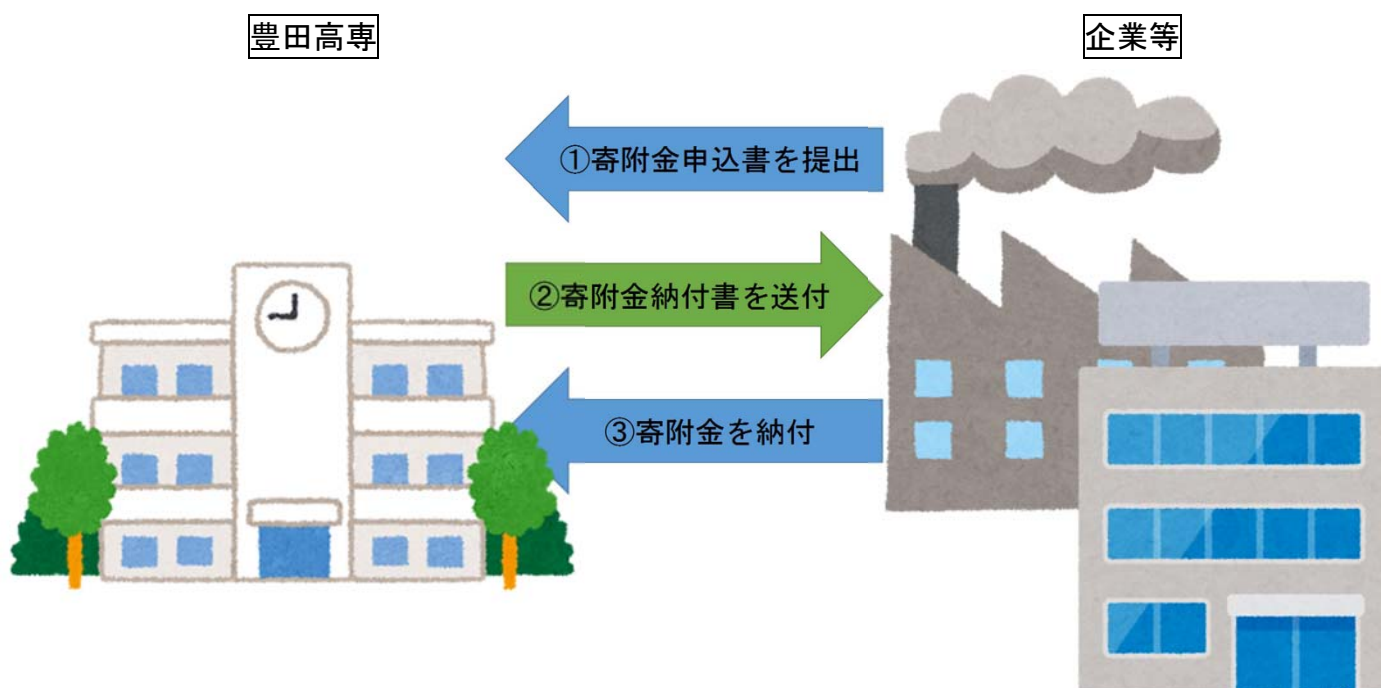 豊田高専
企業等
①寄附金申込書を提出
②寄附金納付書を送付
③寄附金を納付